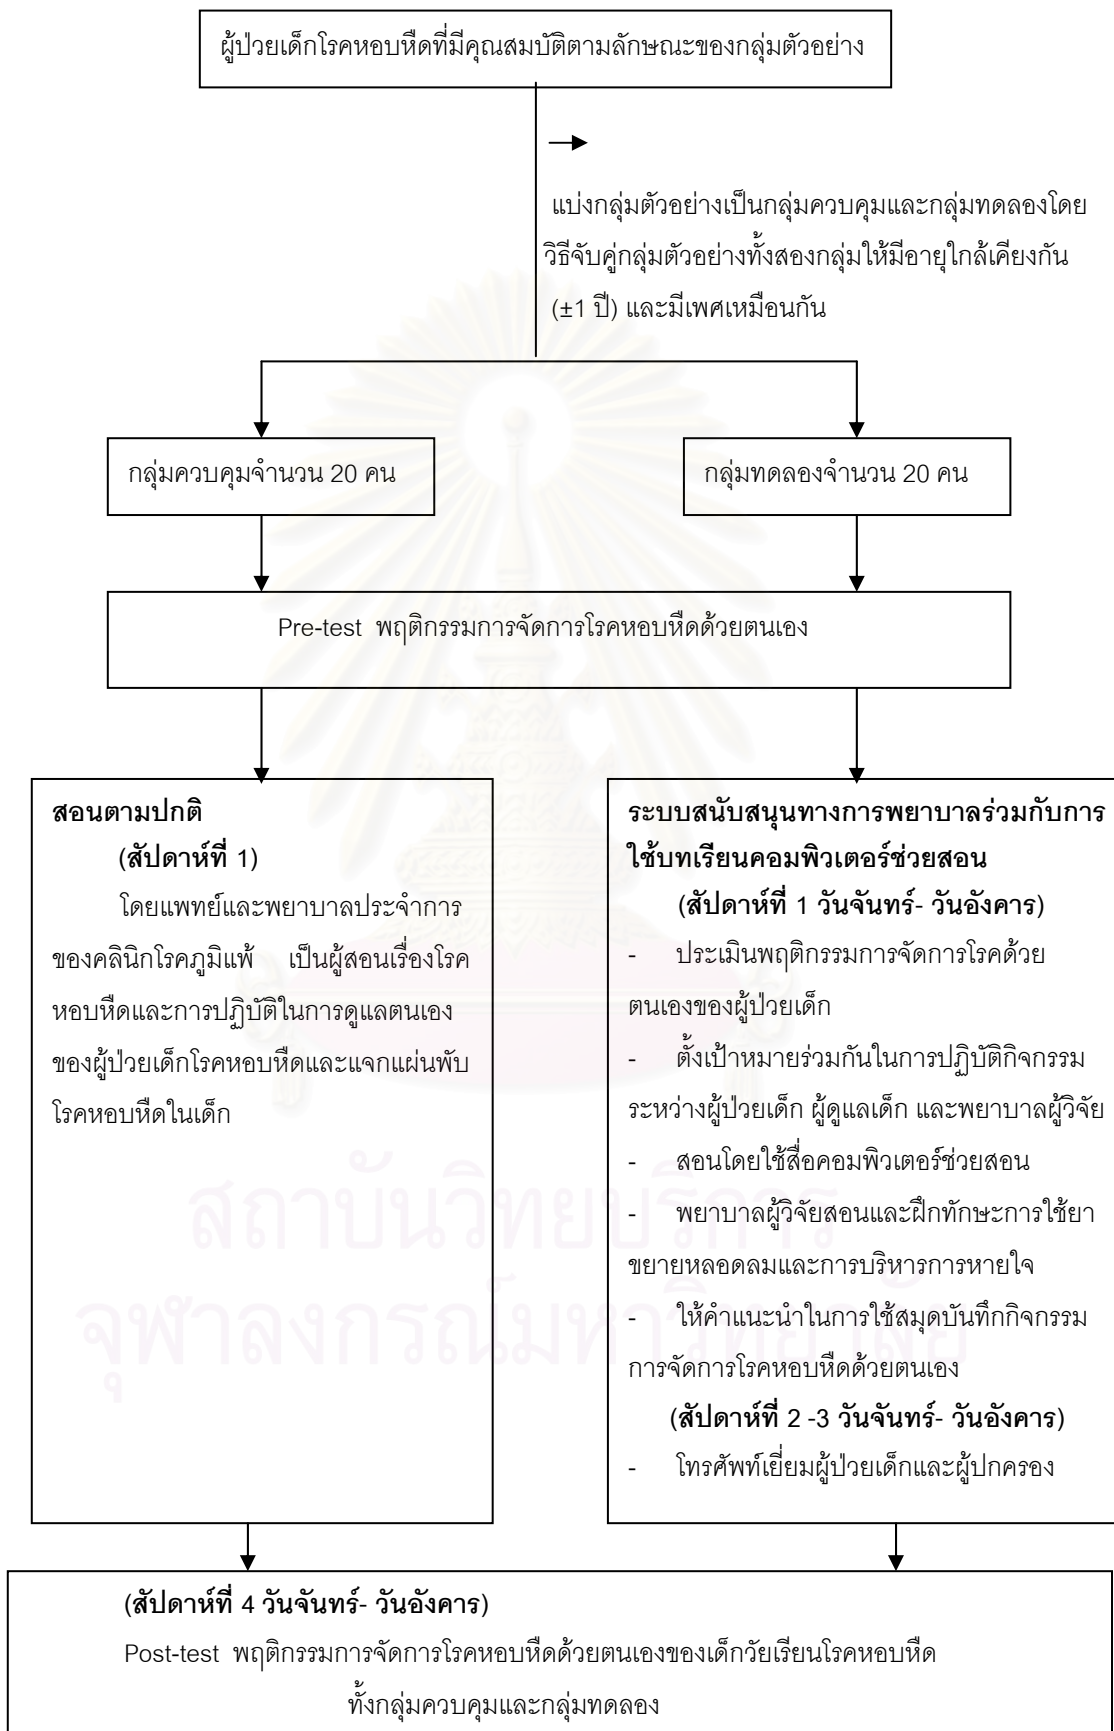 ผู้ป่วยเด็กโรคหอบหืดที่มีคุณสมบัติตามลักษณะของกลุ่มตัวอย่าง
แบ่งกลุ่มตัวอย่างเป็นกลุ่มควบคุมและกลุ่มทดลองโดย
วิธีจับคู่กลุ่มตัวอย่างทั้งสองกลุ่มให้มีอายุใกล้เคียงกัน
(±1 ปี) และมีเพศเหมือนกัน
กลุ่มควบคุมจำนวน 20 คน
กลุ่มทดลองจำนวน 20 คน
Pre-test พฤติกรรมการจัดการโรคหอบหืดด้วยตนเอง
สอนตามปกติ
(สัปดาห์ที่ 1)
โดยแพทย์และพยาบาลประจำการ
ของคลินิกโรคภูมิแพ้ เป็นผู้สอนเรื่องโรค
หอบหืดและการปฏิบัติในการดูแลตนเอง
ของผู้ป่วยเด็กโรคหอบหืดและแจกแผ่นพับ
โรคหอบหืดในเด็ก
ระบบสนับสนุนทางการพยาบาลร่วมกับการ
ใช้บทเรียนคอมพิวเตอร์ช่วยสอน
(สัปดาห์ที่ 1 วันจันทร์- วันอังคาร)
- ประเมินพฤติกรรมการจัดการโรคด้วย
ตนเองของผู้ป่วยเด็ก
- ตั้งเป้าหมายร่วมกันในการปฏิบัติกิจกรรม
ระหว่างผู้ป่วยเด็ก ผู้ดูแลเด็ก และพยาบาลผู้วิจัย
- สอนโดยใช้สื่อคอมพิวเตอร์ช่วยสอน
- พยาบาลผู้วิจัยสอนและฝึกทักษะการใช้ยา
ขยายหลอดลมและการบริหารการหายใจ
- ให้คำแนะนำในการใช้สมุดบันทึกกิจกรรม
การจัดการโรคหอบหืดด้วยตนเอง
(สัปดาห์ที่ 2 -3 วันจันทร์- วันอังคาร)
- โทรศัพท์เยี่ยมผู้ป่วยเด็กและผู้ปกครอง
สถาบันวิทยบริการ
จุฬาลงกรณ์มหาวิทยาลัย
(สัปดาห์ที่ 4 วันจันทร์- วันอังคาร)
Post-test พฤติกรรมการจัดการโรคหอบหืดด้วยตนเองของเด็กวัยเรียนโรคหอบหืด
ทั้งกลุ่มควบคุมและกลุ่มทดลอง